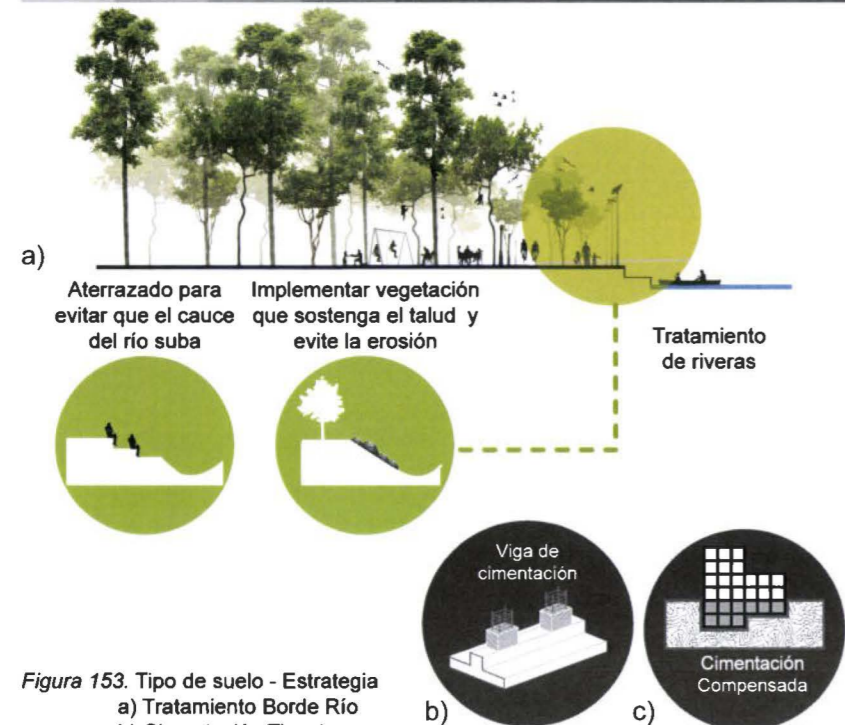 a)
Aterrazado para
evitar que el cauce
del río suba
Implementar vegetación
que sostenga el talud y
evite la erosión
Tratamiento
de riveras
Viga de
cimentación
Cimentación
Compensada
b)
c)
Figura 153. Tipo de suelo - Estrategia
a) Tratamiento Borde Río